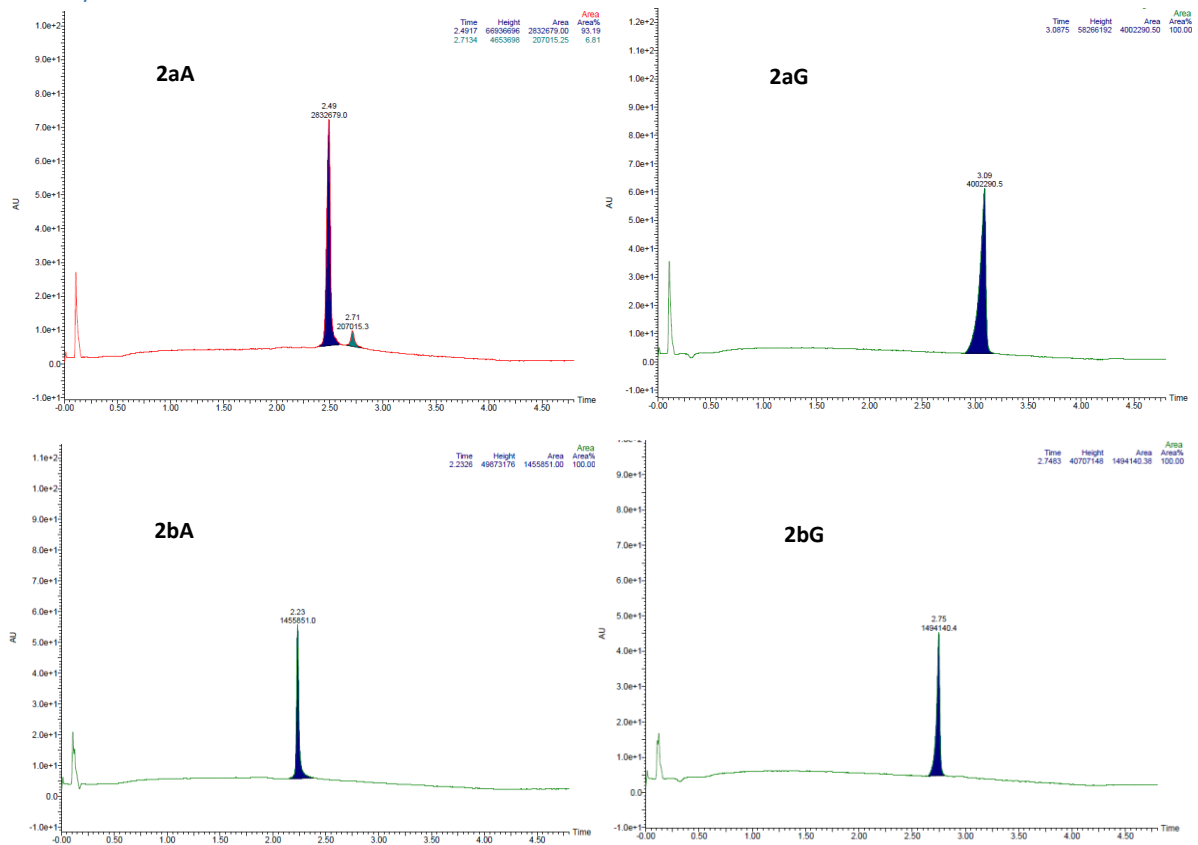 Area
Time Height Area Area%
2.4917 66936696 2832679.00 93.19
2.7134 4653698 207015.25 6.81
2aA
2.49
2832679.0
2.71
207015.3
AU
1.0e+2
9.0e+1
8.0e+1
7.0e+1
6.0e+1
5.0e+1
4.0e+1
3.0e+1
2.0e+1
1.0e+1
0.0
-1.0e+1
-0.00 0.50 1.00 1.50 2.00 2.50 3.00 3.50 4.00 4.50 Time
Area
Time Height Area Area%
3.0875 58266192 4002290.50 100.00
2aG
3.09
4002290.5
AU
1.2e+2
1.1e+2
1.0e+2
9.0e+1
8.0e+1
7.0e+1
6.0e+1
5.0e+1
4.0e+1
3.0e+1
2.0e+1
1.0e+1
0.0
-1.0e+1
-0.00 0.50 1.00 1.50 2.00 2.50 3.00 3.50 4.00 4.50 Time
Area
Time Height Area Area%
2.2326 49873176 1455851.00 100.00
2bA
2.23
1455851.0
AU
1.1e+2
1.0e+2
9.0e+1
8.0e+1
7.0e+1
6.0e+1
5.0e+1
4.0e+1
3.0e+1
2.0e+1
1.0e+1
0.0
-1.0e+1
-0.00 0.50 1.00 1.50 2.00 2.50 3.00 3.50 4.00 4.50 Time
Area
Time Height Area Area%
2.7483 40707148 1494140.38 100.00
2bG
2.75
1494140.4
AU
9.0e+1
8.0e+1
7.0e+1
6.0e+1
5.0e+1
4.0e+1
3.0e+1
2.0e+1
1.0e+1
0.0
-1.0e+1
-0.00 0.50 1.00 1.50 2.00 2.50 3.00 3.50 4.00 4.50 Time